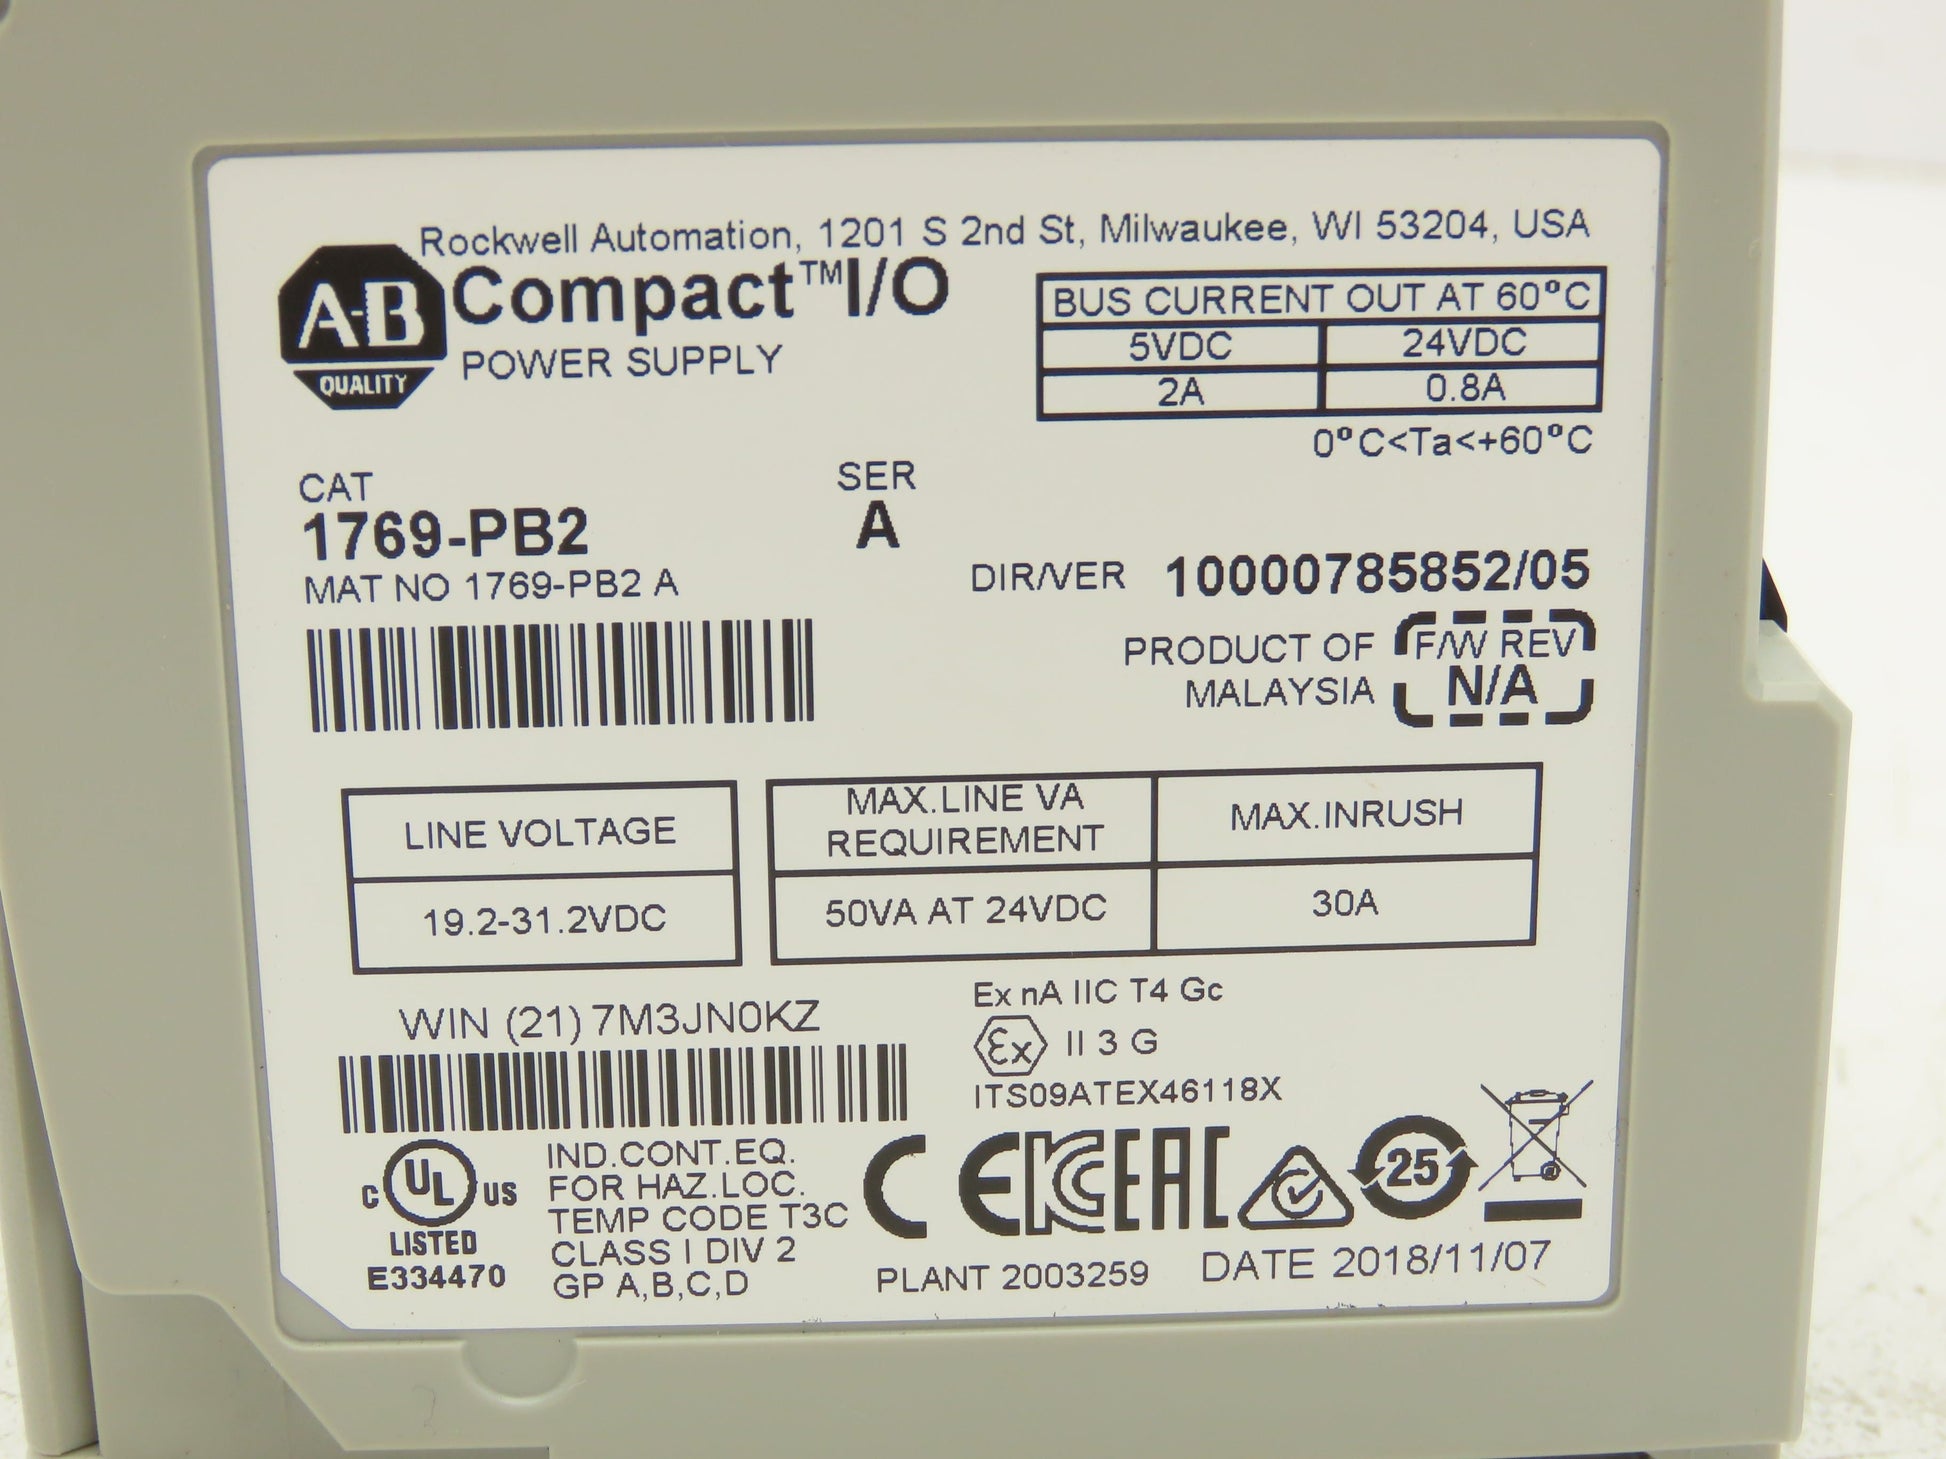 Rockwell Automation, 1201 S 2nd St, Milwaukee, WI 53204, USA
A-B
QUALITY
Compact™I/O
POWER SUPPLY
BUS CURRENT OUT AT 60°C
5VDC 24VDC
2A 0.8A
0°C<Ta<+60°C
CAT
1769-PB2
MAT NO 1769-PB2 A
SER
A
DIR/VER 10000785852/05
PRODUCT OF
MALAYSIA
F/W REV
N/A
LINE VOLTAGE
19.2-31.2VDC
MAX.LINE VA
REQUIREMENT
MAX.INRUSH
50VA AT 24VDC
30A
WIN (21) 7M3JN0KZ
Ex nA IIC T4 Gc
Ex II 3 G
ITS09ATEX46118X
C UL US
LISTED
E334470
IND.CONT.EQ.
FOR HAZ.LOC.
TEMP CODE T3C
CLASS I DIV 2
GP A,B,C,D
CE KC EAC 25
PLANT 2003259
DATE 2018/11/07